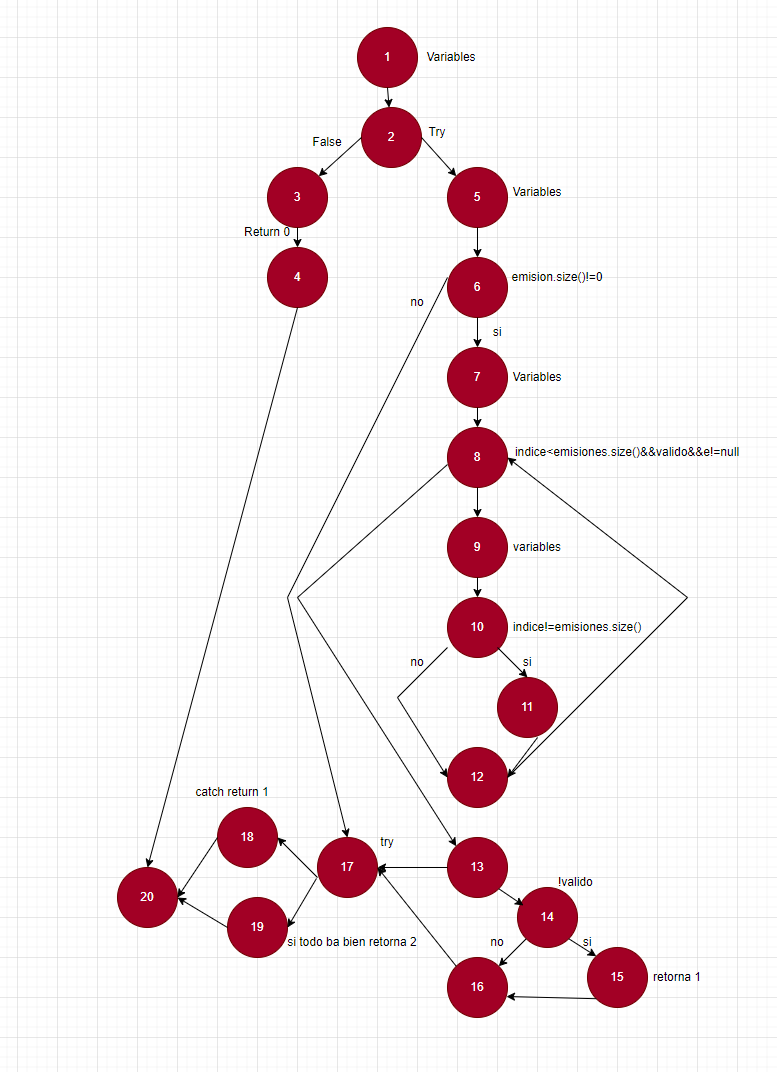 1
Variables
2
False
Try
3
5
Variables
Return 0
4
6
emision.size()!=0
no
si
7
Variables
8
indice<emisiones.size()&&valido&&e!=null
9
variables
10
indice!=emisiones.size()
no
si
11
12
catch return 1
18
try
17
13
!valido
20
19
14
si todo ba bien retorna 2
no
si
16
15
retorna 1